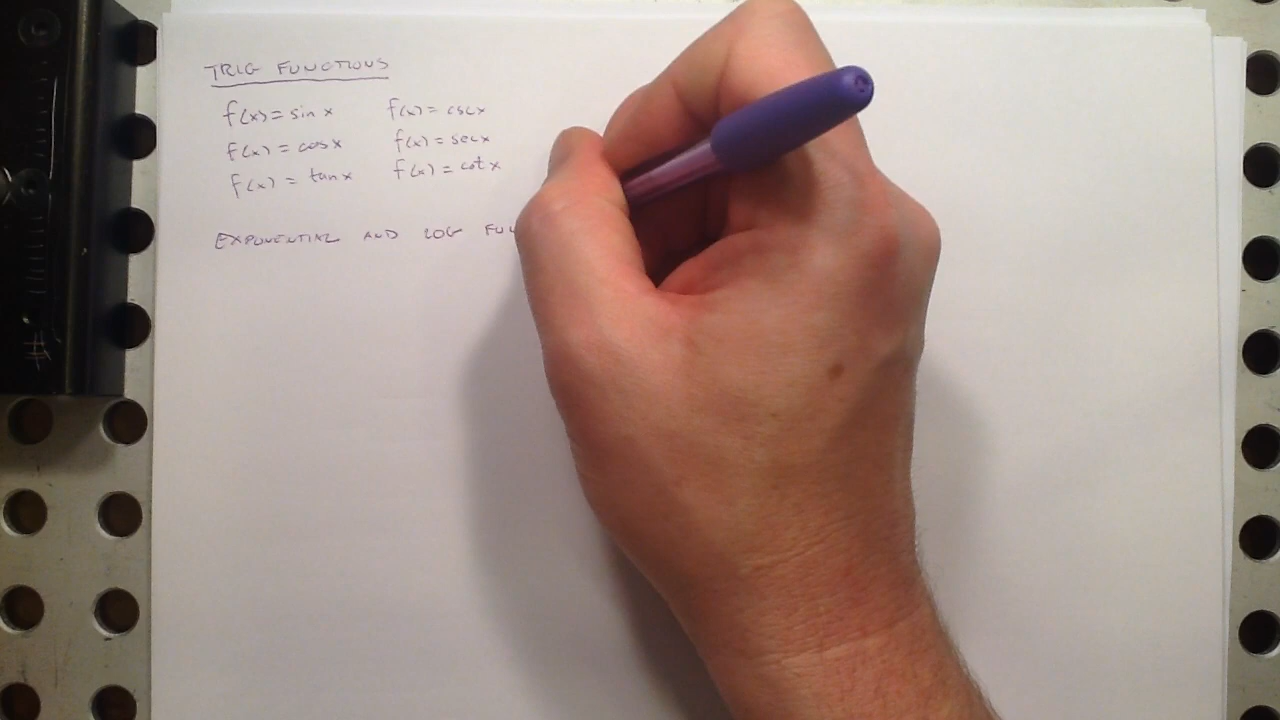 TRIG FUNCTIONS
f(x) = sin x f(x) = csc x
f(x) = cos x f(x) = sec x
f(x) = tan x f(x) = cot x
EXPONENTIAL AND LOG